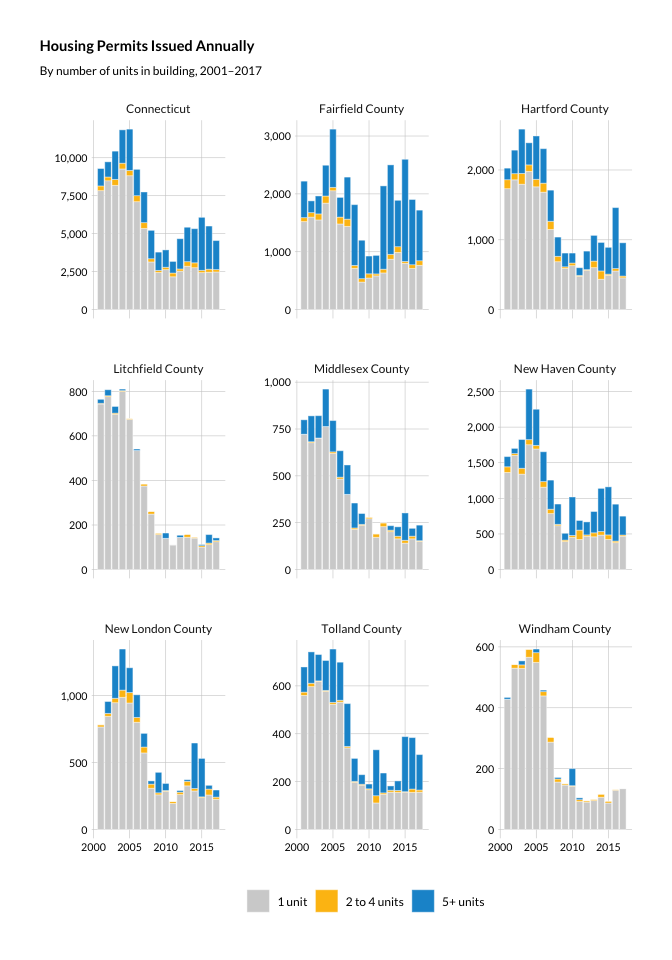 Housing Permits Issued Annually
By number of units in building, 2001–2017
Connecticut
10,000
7,500
5,000
2,500
0
Fairfield County
3,000
2,000
1,000
0
Hartford County
2,000
1,000
0
Litchfield County
800
600
400
200
0
Middlesex County
1,000
750
500
250
0
New Haven County
2,500
2,000
1,500
1,000
500
0
New London County
1,000
500
0
2000 2005 2010 2015
Tolland County
600
400
200
0
2000 2005 2010 2015
Windham County
600
400
200
0
2000 2005 2010 2015
1 unit 2 to 4 units 5+ units